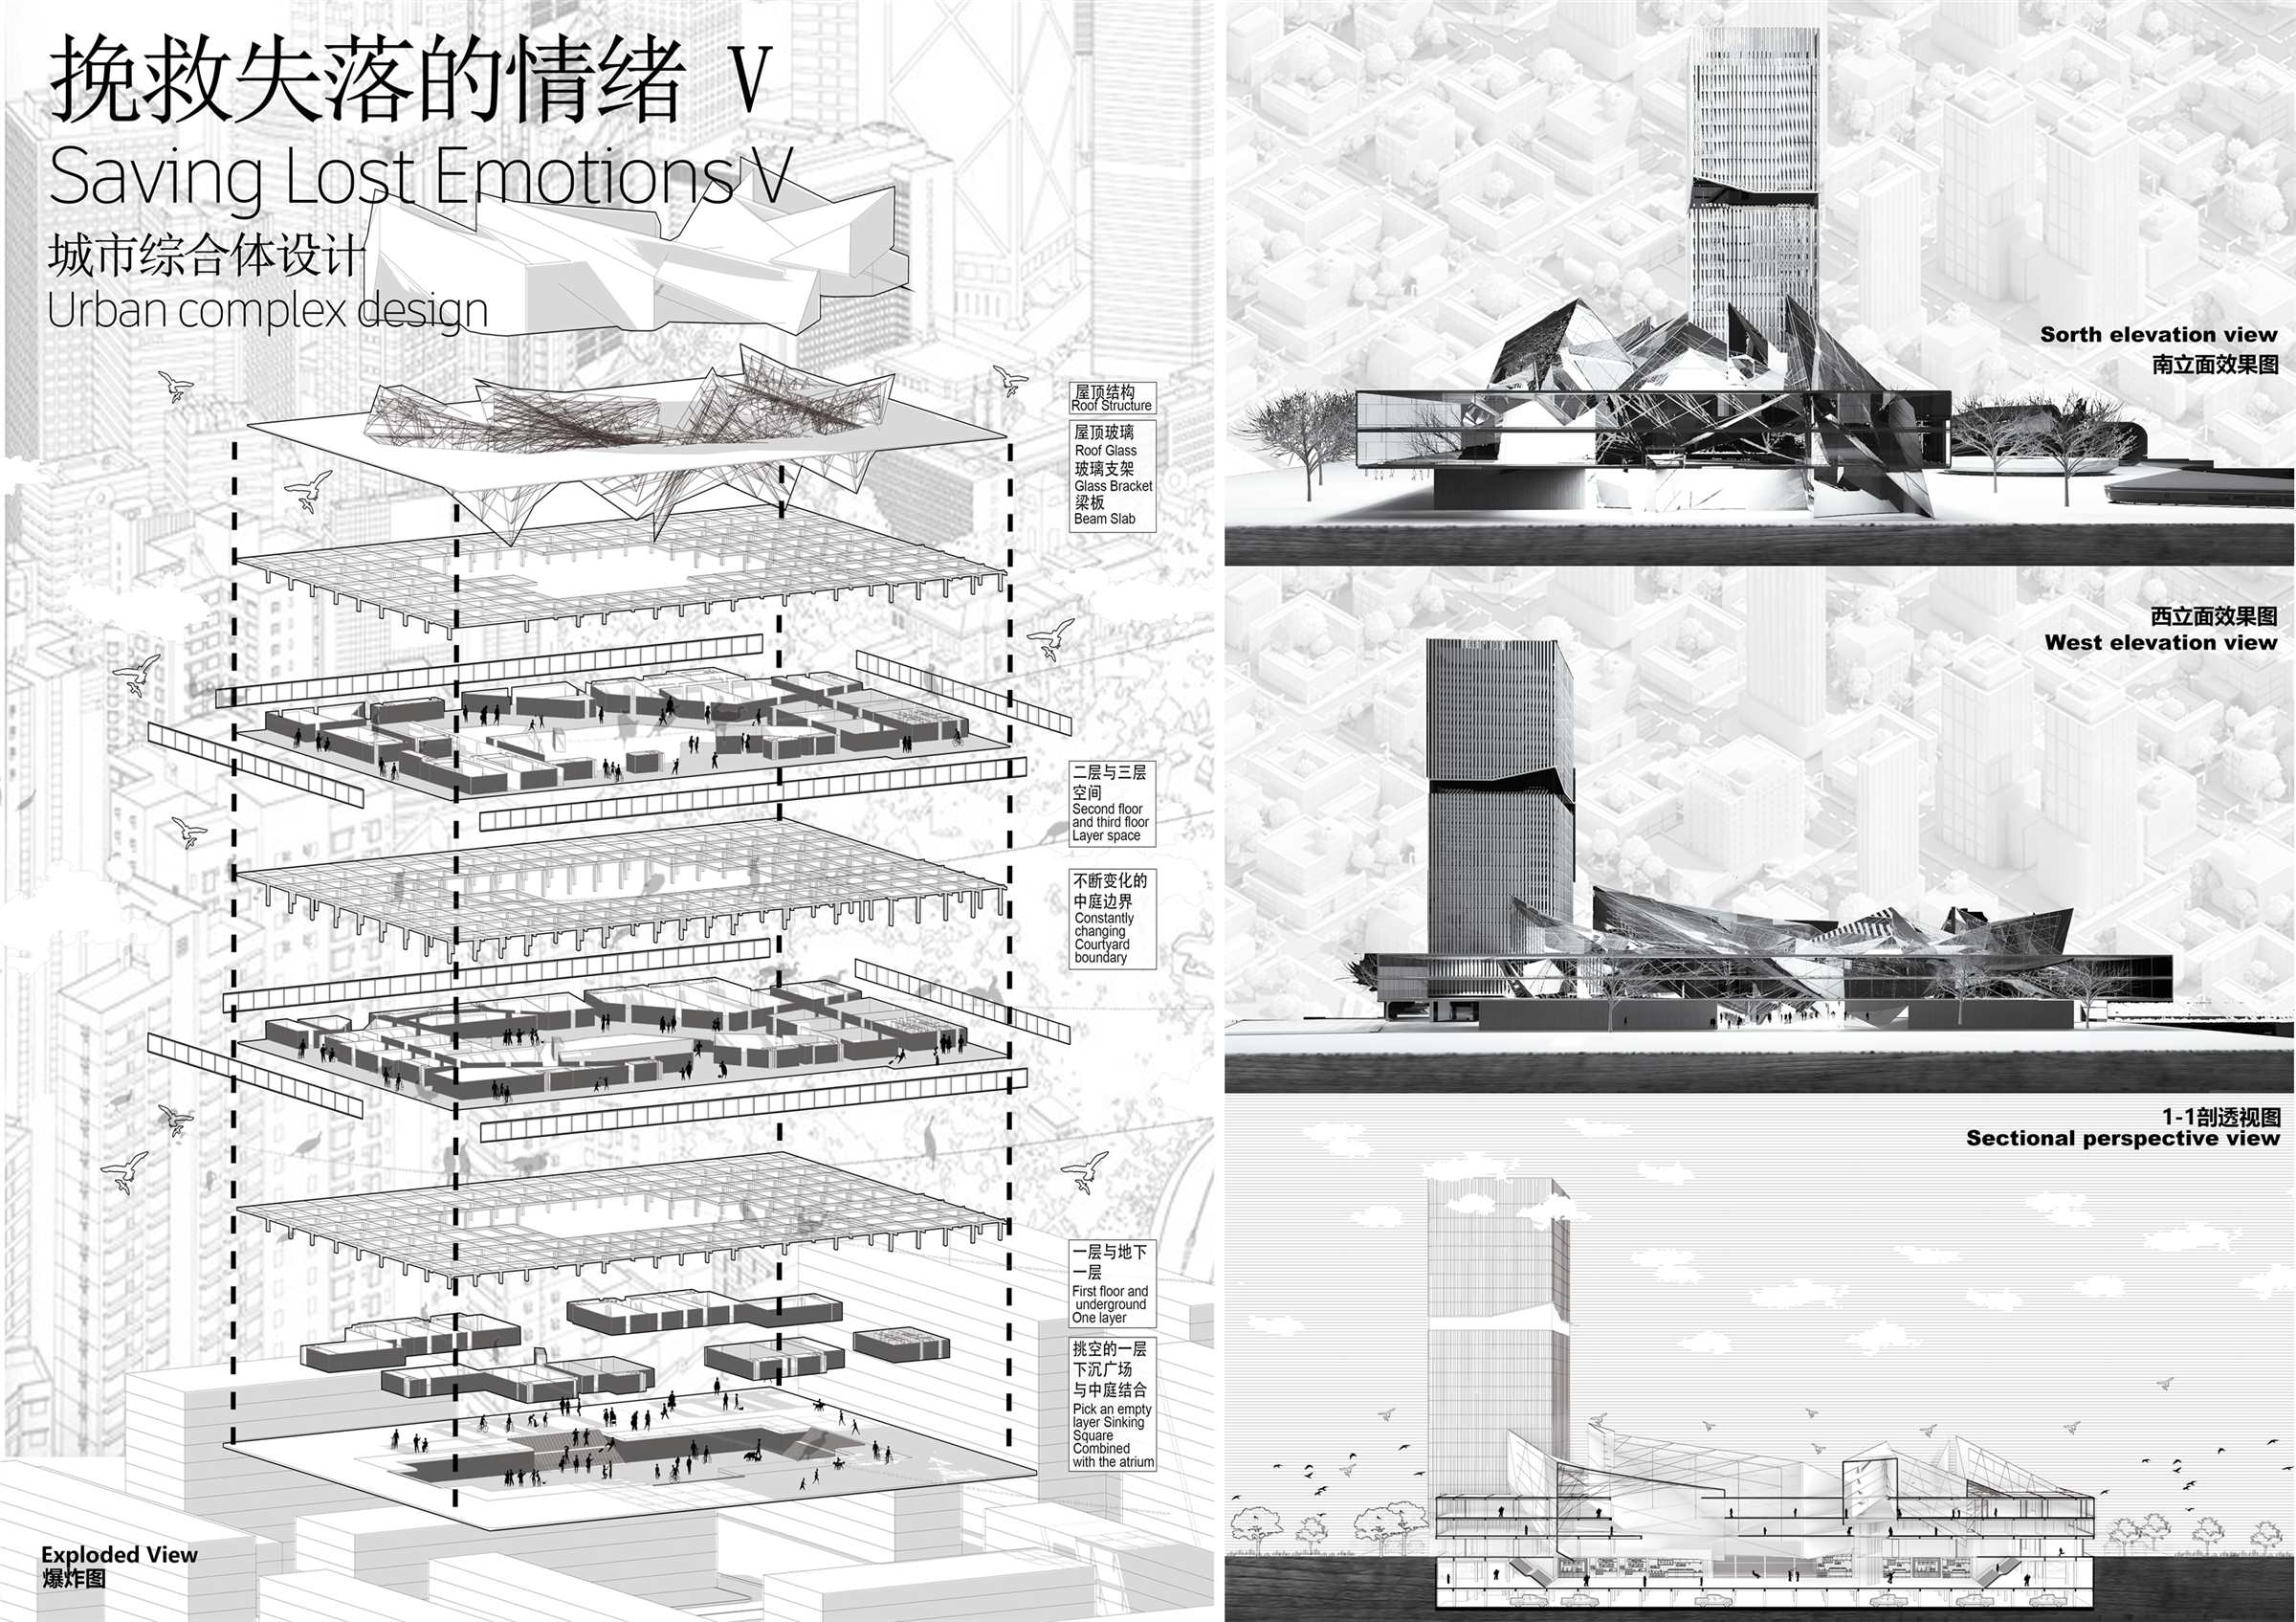 挽救失落的情绪 V
Saving Lost Emotions V
城市综合体设计
Urban complex design
屋顶结构
Roof Structure
屋顶玻璃
Roof Glass
玻璃支架
Glass Bracket
梁板
Beam Slab
二层与三层
空间
Second floor
and third floor
Layer space
不断变化的
中庭边界
Constantly
changing
Courtyard
boundary
一层与地下
一层
First floor and
underground
One layer
挑空的一层
下沉广场
与中庭结合
Pick an empty
layer Sinking
Square
Combined
with the atrium
Exploded View
爆炸图
Sorth elevation view
南立面效果图
西立面效果图
West elevation view
1-1剖透视图
Sectional perspective view